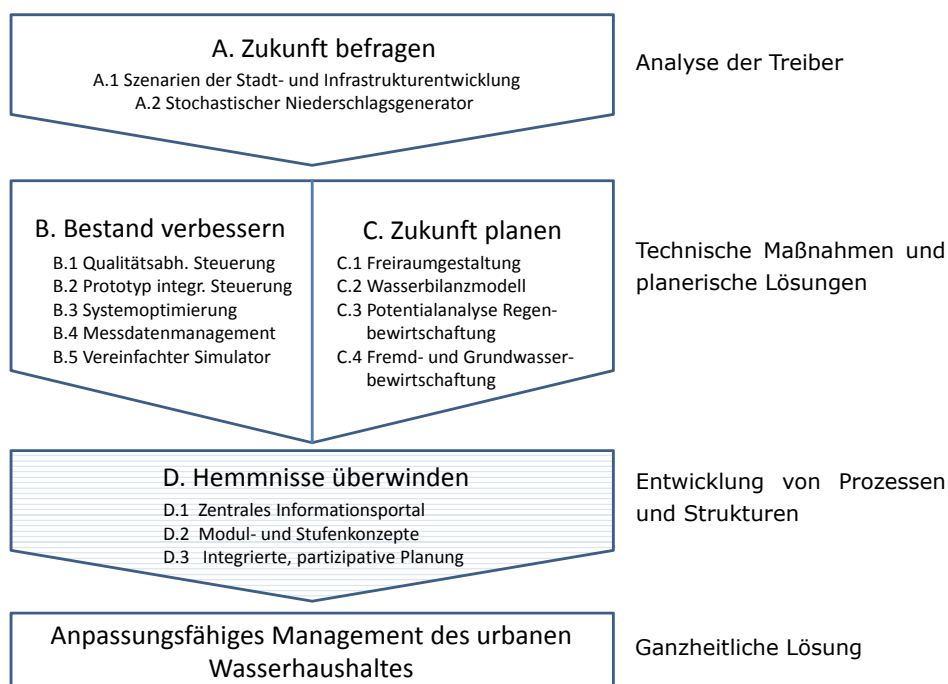 A. Zukunft befragen
A.1 Szenarien der Stadt- und Infrastrukturentwicklung
A.2 Stochastischer Niederschlagsgenerator
Analyse der Treiber
B. Bestand verbessern
B.1 Qualitätsabh. Steuerung
B.2 Prototyp integr. Steuerung
B.3 Systemoptimierung
B.4 Messdatenmanagement
B.5 Vereinfachter Simulator
C. Zukunft planen
C.1 Freiraumgestaltung
C.2 Wasserbilanzmodell
C.3 Potentialanalyse Regen-
bewirtschaftung
C.4 Fremd- und Grundwasser-
bewirtschaftung
Technische Maßnahmen und
planerische Lösungen
D. Hemmnisse überwinden
D.1 Zentrales Informationsportal
D.2 Modul- und Stufenkonzepte
D.3 Integrierte, partizipative Planung
Entwicklung von Prozessen
und Strukturen
Anpassungsfähiges Management des urbanen
Wasserhaushaltes
Ganzheitliche Lösung